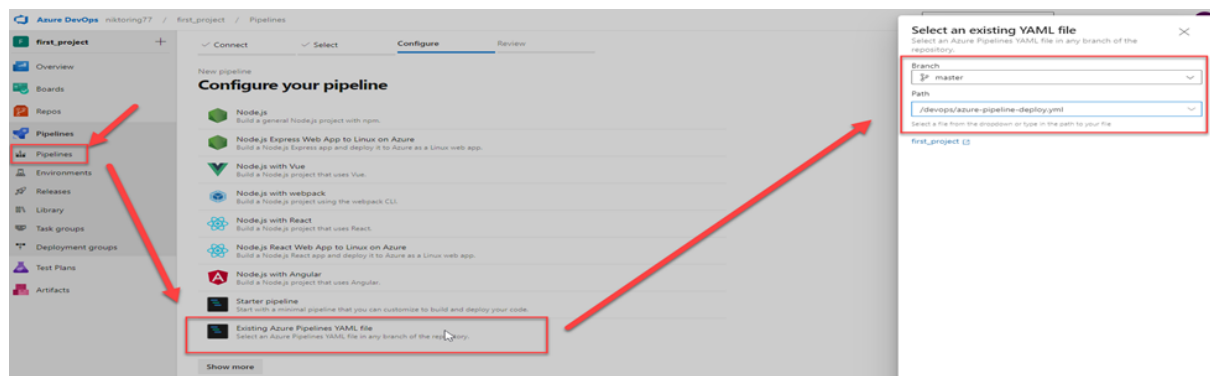 Azure DevOps niktoring77 / first_project / Pipelines
first_project
Overview
Boards
Repos
Pipelines
Pipelines
Environments
Releases
Library
Task groups
Deployment groups
Test Plans
Artifacts
Connect
Select
Configure
Review
New pipeline
Configure your pipeline
Node.js
Build a general Node.js project with npm.
Node.js Express Web App to Linux on Azure
Build a Node.js Express app and deploy it to Azure as a Linux web app.
Node.js with Vue
Build a Node.js project that uses Vue.
Node.js with webpack
Build a Node.js project using the webpack CLI.
Node.js with React
Build a Node.js project that uses React.
Node.js React Web App to Linux on Azure
Build a Node.js React app and deploy it to Azure as a Linux web app.
Node.js with Angular
Build a Node.js project that uses Angular.
Starter pipeline
Start with a minimal pipeline that you can customize to build and deploy your code.
Existing Azure Pipelines YAML file
Select an Azure Pipelines YAML file in any branch of the repository.
Show more
Select an existing YAML file
Select an Azure Pipelines YAML file in any branch of the
repository.
Branch
master
Path
/devops/azure-pipeline-deploy.yml
Select a file from the dropdown or type in the path to your file
first_project